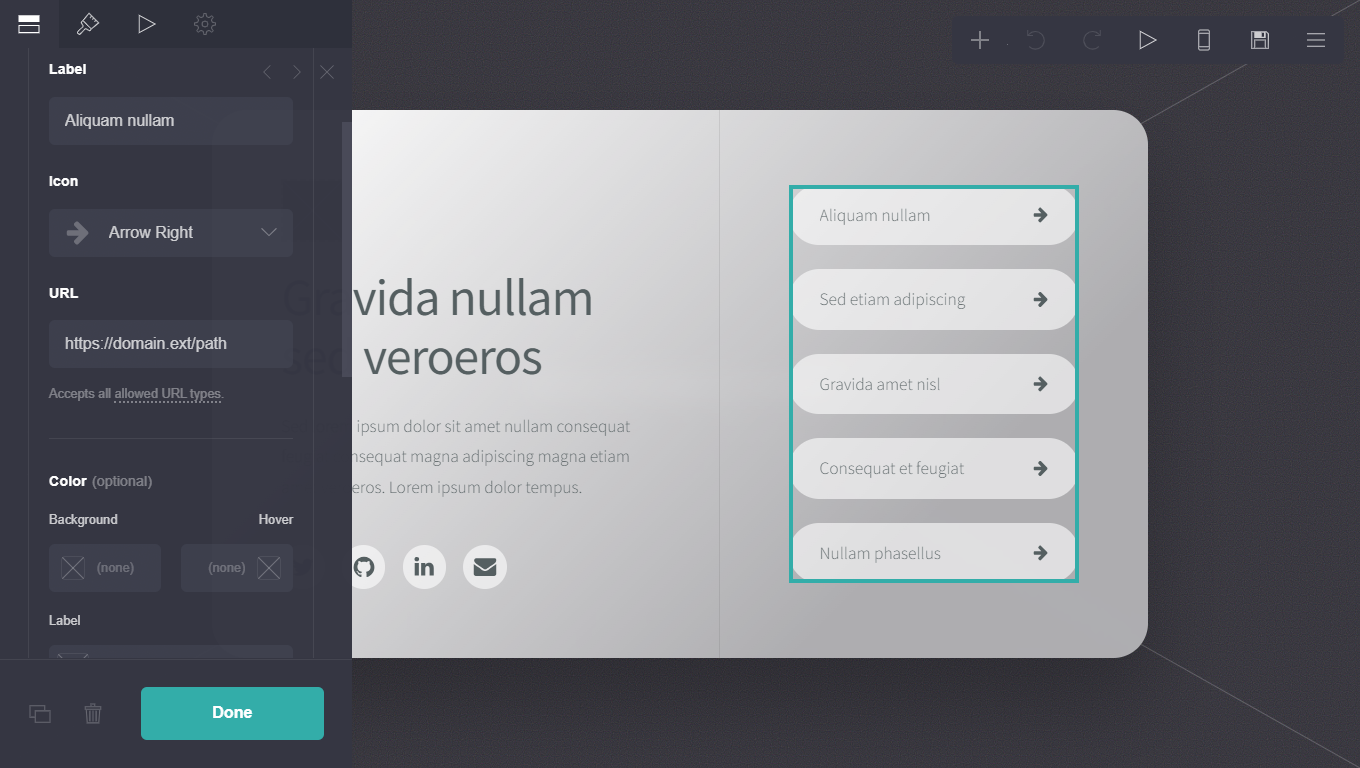 Label
Aliquam nullam
Icon
Arrow Right
URL
https://domain.ext/path
Accepts all allowed URL types.
Color (optional)
Background Hover
(none) (none)
Label
Done
Gravida nullam
sed veroeros
ipsum dolor sit amet nullam consequat
nsequat magna adipiscing magna etiam
eros. Lorem ipsum dolor tempus.
Aliquam nullam
Sed etiam adipiscing
Gravida amet nisl
Consequat et feugiat
Nullam phasellus